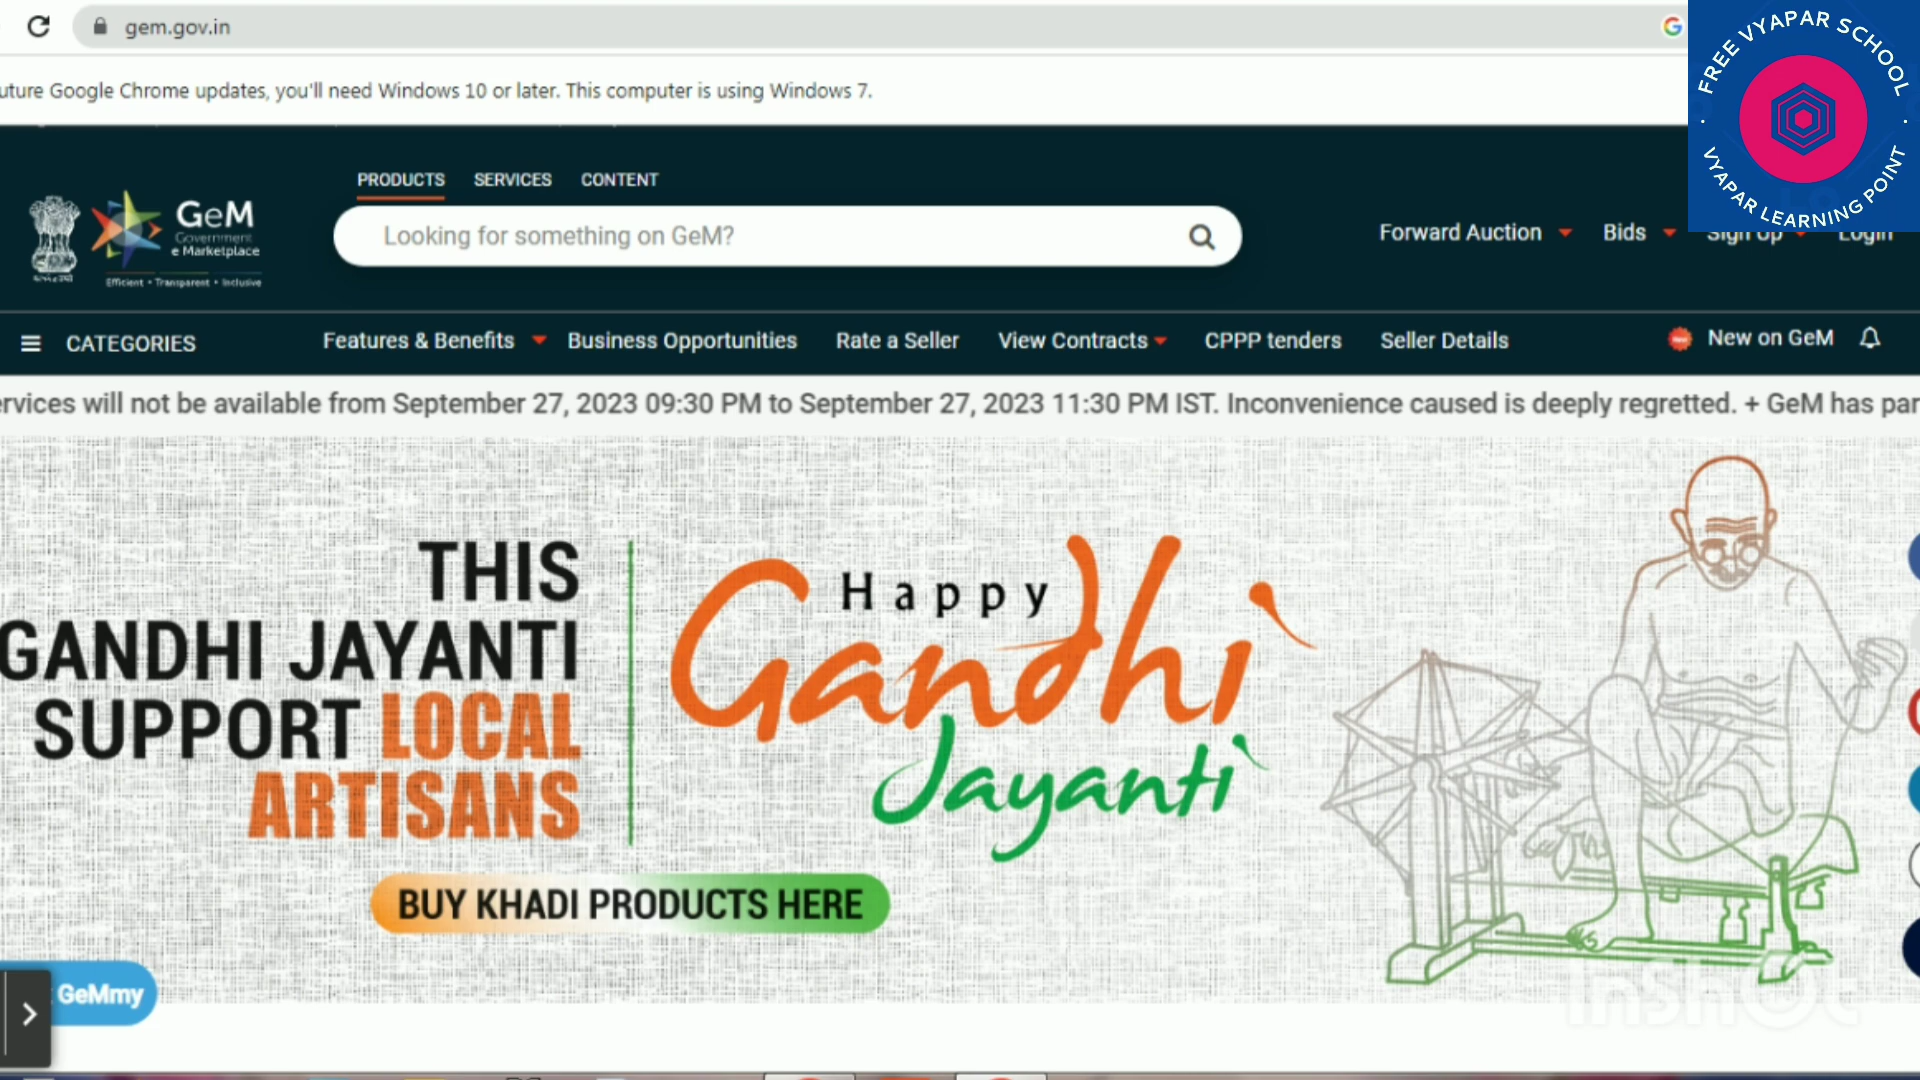 gem.gov.in
uture Google Chrome updates, you'll need Windows 10 or later. This computer is using Windows 7.
FREE VYAPAR SCHOOL
VYAPAR LEARNING POINT
PRODUCTS SERVICES CONTENT
GeM
Government
e Marketplace
Efficient • Transparent • Inclusive
Looking for something on GeM?
Forward Auction Bids Sign Up Login
CATEGORIES Features & Benefits Business Opportunities Rate a Seller View Contracts CPPP tenders Seller Details New on GeM
ervices will not be available from September 27, 2023 09:30 PM to September 27, 2023 11:30 PM IST. Inconvenience caused is deeply regretted. + GeM has par
THIS
GANDHI JAYANTI
SUPPORT LOCAL
ARTISANS
Happy
Gandhi
Jayanti
BUY KHADI PRODUCTS HERE
GeMmy
InShot